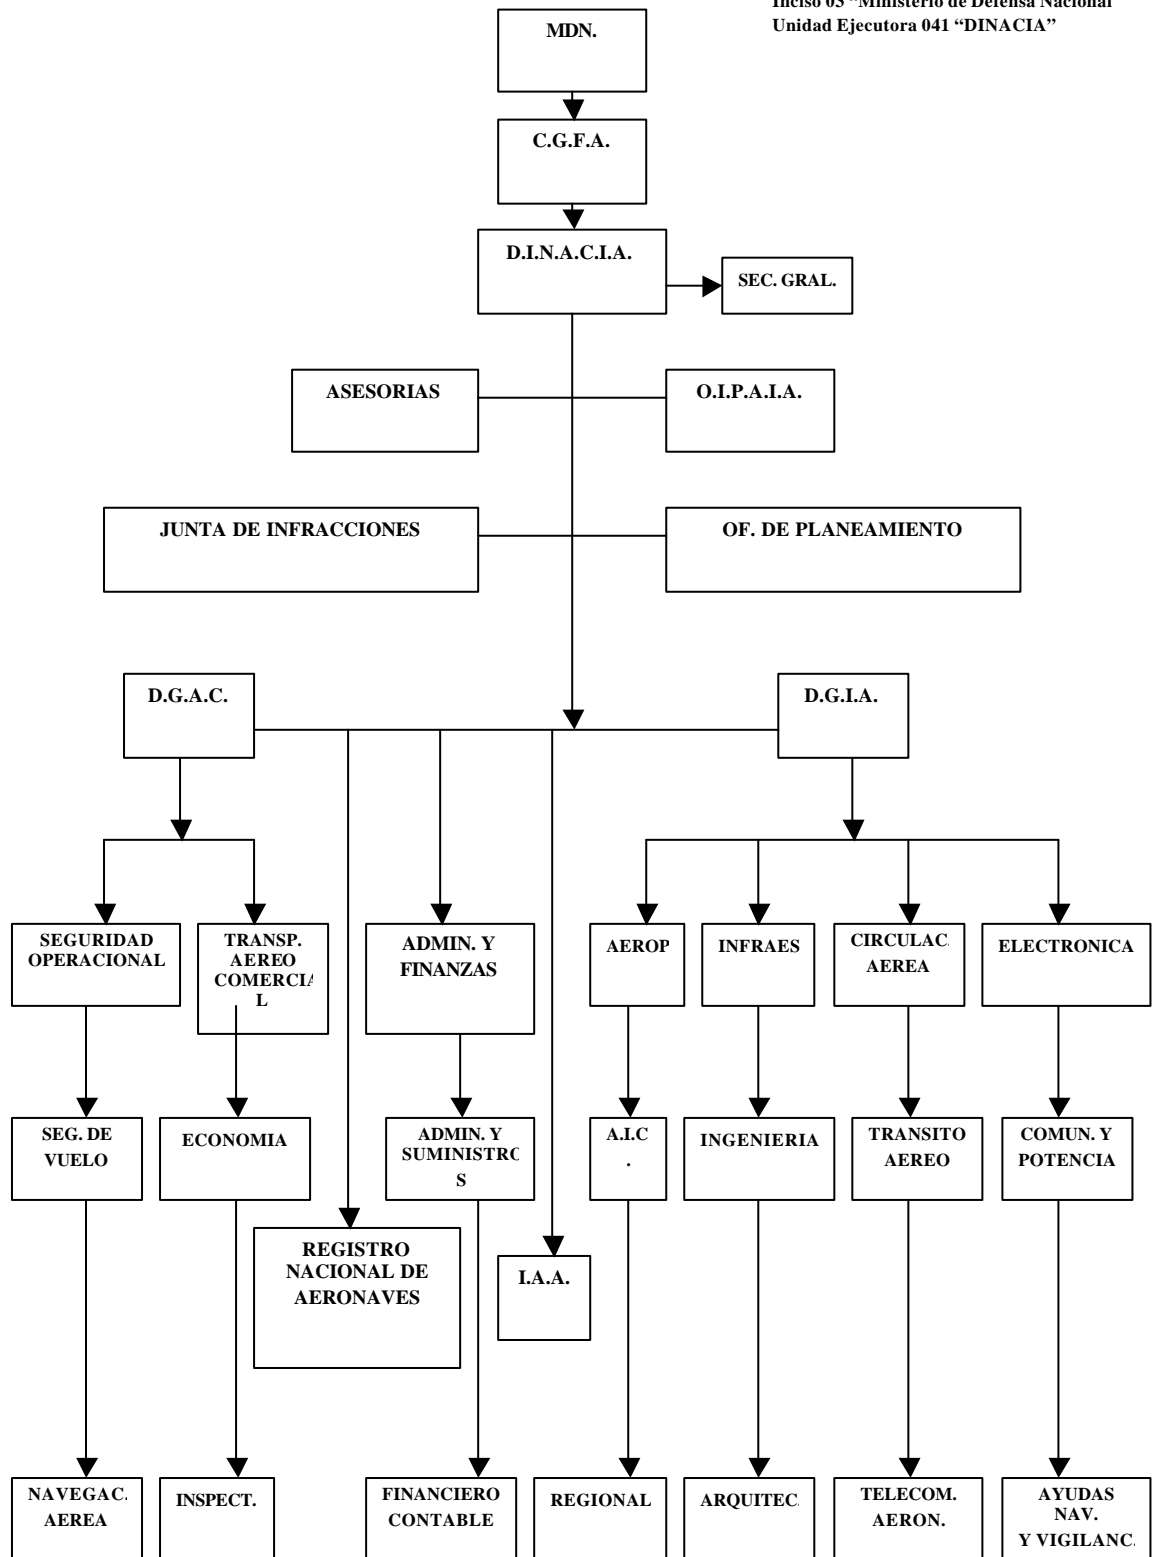 Inciso 03 “Ministerio de Defensa Nacional
Unidad Ejecutora 041 “DINACIA”
MDN.
C.G.F.A.
D.I.N.A.C.I.A.
SEC. GRAL.
ASESORIAS
O.I.P.A.I.A.
JUNTA DE INFRACCIONES
OF. DE PLANEAMIENTO
D.G.A.C.
D.G.I.A.
SEGURIDAD
OPERACIONAL
TRANSP.
AEREO
COMERCIA
L
ADMIN. Y
FINANZAS
AEROP
INFRAES
CIRCULAC.
AEREA
ELECTRONICA
SEG. DE
VUELO
ECONOMIA
ADMIN. Y
SUMINISTRO
S
A.I.C
.
INGENIERIA
TRANSITO
AEREO
COMUN. Y
POTENCIA
REGISTRO
NACIONAL DE
AERONAVES
I.A.A.
NAVEGAC.
AEREA
INSPECT.
FINANCIERO
CONTABLE
REGIONAL
ARQUITEC.
TELECOM.
AERON.
AYUDAS
NAV.
Y VIGILANC.